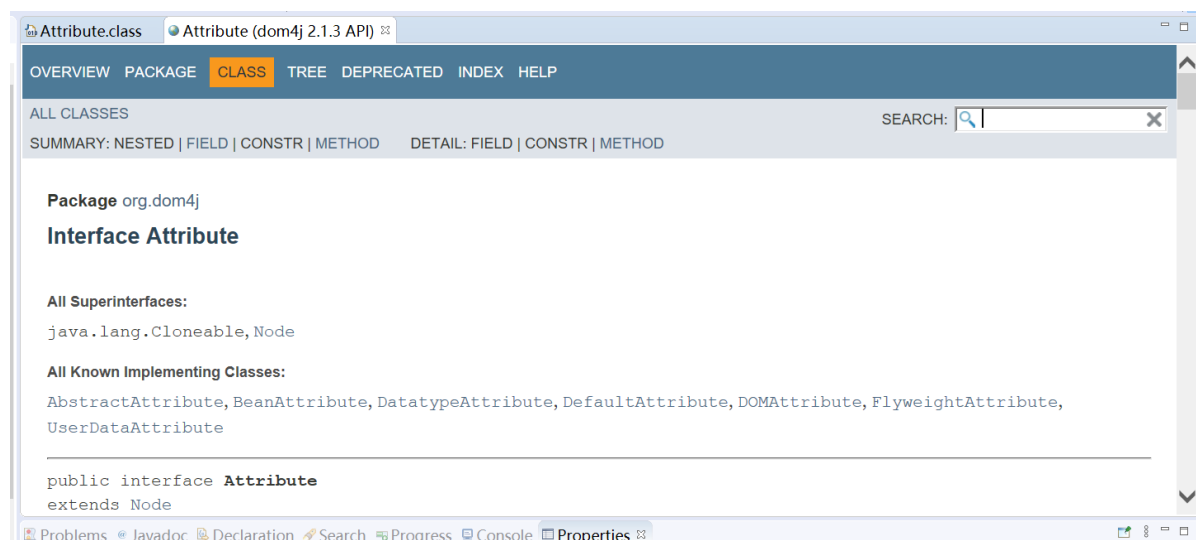 Attribute.class Attribute (dom4j 2.1.3 API)
OVERVIEW PACKAGE CLASS TREE DEPRECATED INDEX HELP
ALL CLASSES
SEARCH:
SUMMARY: NESTED | FIELD | CONSTR | METHOD DETAIL: FIELD | CONSTR | METHOD
Package org.dom4j
Interface Attribute
All Superinterfaces:
java.lang.Cloneable, Node
All Known Implementing Classes:
AbstractAttribute, BeanAttribute, DatatypeAttribute, DefaultAttribute, DOMAttribute, FlyweightAttribute,
UserDataAttribute
public interface Attribute
extends Node
Problems @ Javadoc Declaration Search Progress Console Properties